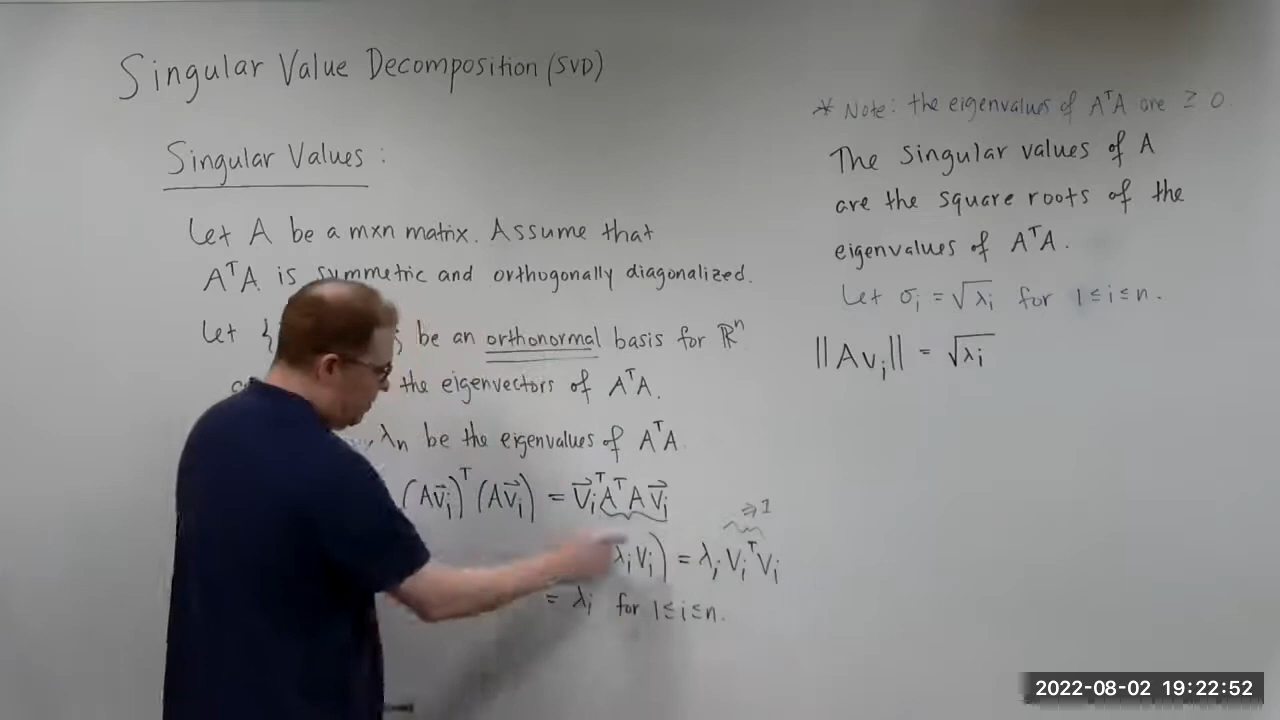 Singular Value Decomposition (SVD)
Singular Values:
Let A be a mxn matrix. Assume that
AᵀA is symmetric and orthogonally diagonalized.
Let { be an orthonormal basis for ℝⁿ
the eigenvectors of AᵀA.
, λn be the eigenvalues of AᵀA
(Av⃗ᵢ)ᵀ(Av⃗ᵢ) = v⃗ᵢᵀAᵀAv⃗ᵢ
⇒1
λᵢvᵢ) = λᵢvᵢᵀvᵢ
= λᵢ for 1≤i≤n.
* Note: the eigenvalues of AᵀA are ≥ 0.
The singular values of A
are the square roots of the
eigenvalues of AᵀA.
Let σᵢ = √λᵢ for 1≤i≤n.
||Avᵢ|| = √λᵢ
2022-08-02 19:22:52